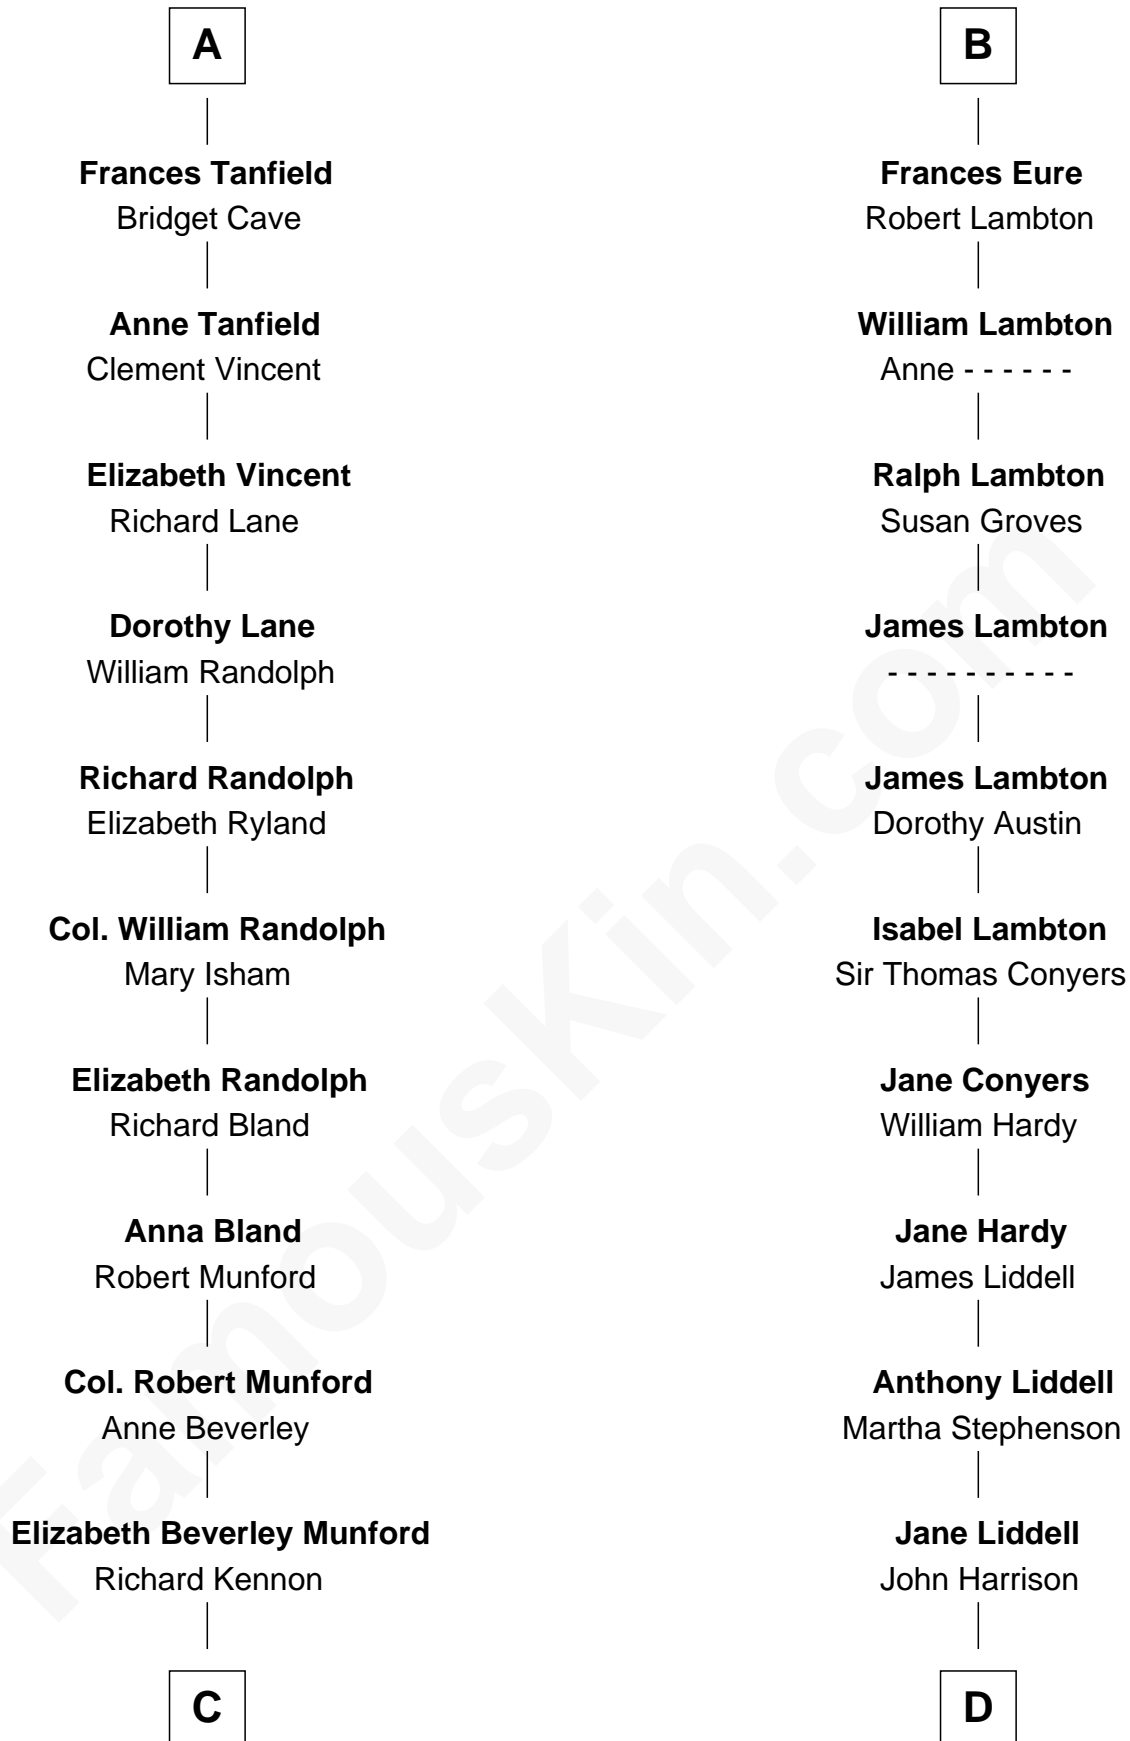 A
Frances Tanfield
Bridget Cave
Anne Tanfield
Clement Vincent
Elizabeth Vincent
Richard Lane
Dorothy Lane
William Randolph
Richard Randolph
Elizabeth Ryland
Col. William Randolph
Mary Isham
Elizabeth Randolph
Richard Bland
Anna Bland
Robert Munford
Col. Robert Munford
Anne Beverley
Elizabeth Beverley Munford
Richard Kennon
C
B
Frances Eure
Robert Lambton
William Lambton
Anne - - - - - -
Ralph Lambton
Susan Groves
James Lambton
- - - - - - - - - -
James Lambton
Dorothy Austin
Isabel Lambton
Sir Thomas Conyers
Jane Conyers
William Hardy
Jane Hardy
James Liddell
Anthony Liddell
Martha Stephenson
Jane Liddell
John Harrison
D
FamousKin.com